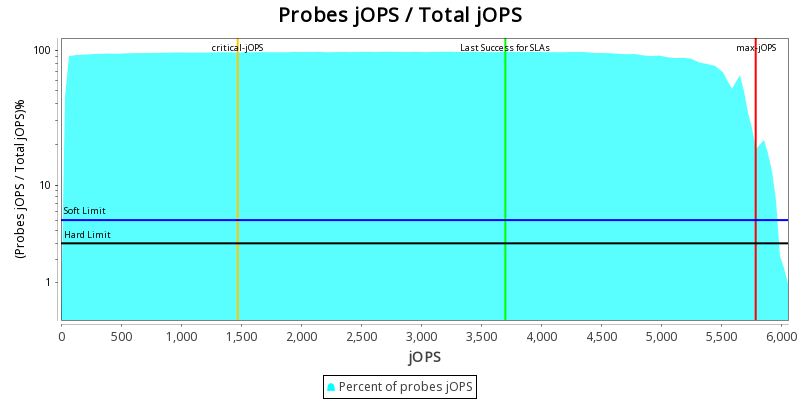 Probes jOPS / Total jOPS
critical-jOPS
Last Success for SLAs
max-jOPS
100
10
1
(Probes jOPS / Total jOPS)%
Soft Limit
Hard Limit
0
500
1,000
1,500
2,000
2,500
3,000
3,500
4,000
4,500
5,000
5,500
6,000
jOPS
Percent of probes jOPS